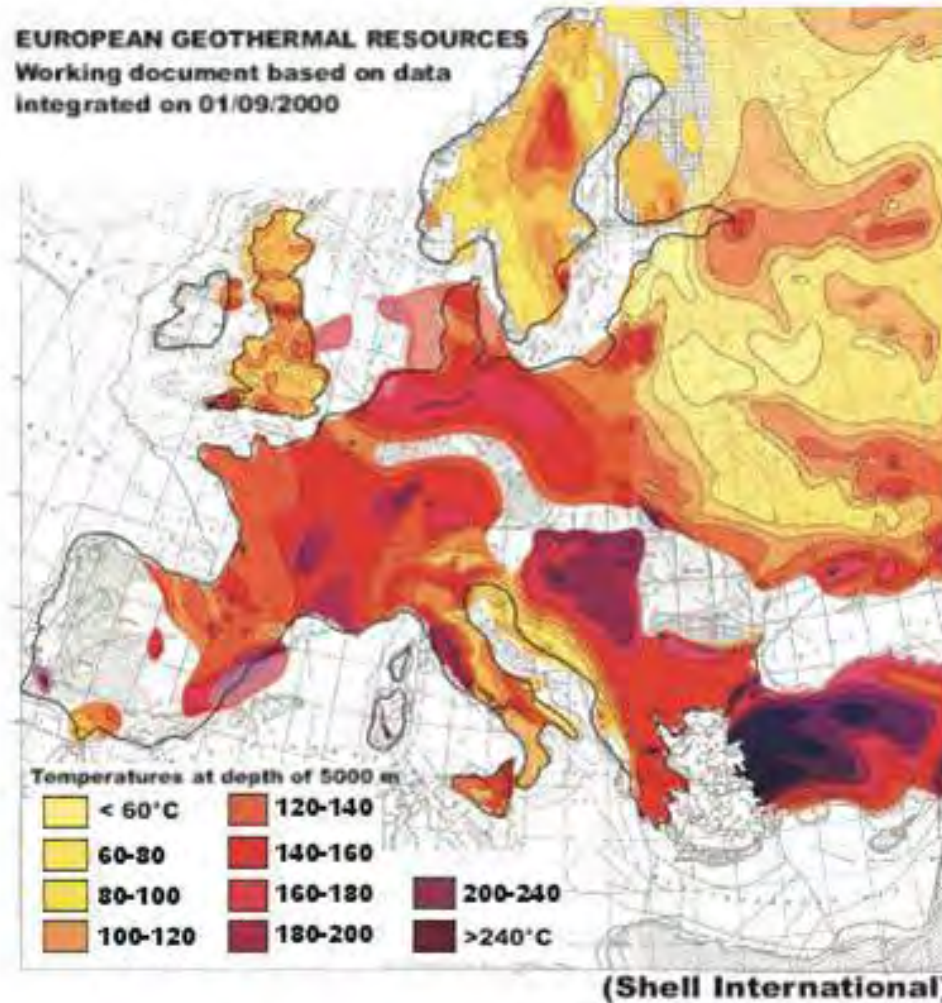 EUROPEAN GEOTHERMAL RESOURCES
Working document based on data
integrated on 01/09/2000
Temperatures at depth of 5000 m
< 60°C
60-80
80-100
100-120
120-140
140-160
160-180
180-200
200-240
>240°C
(Shell International)